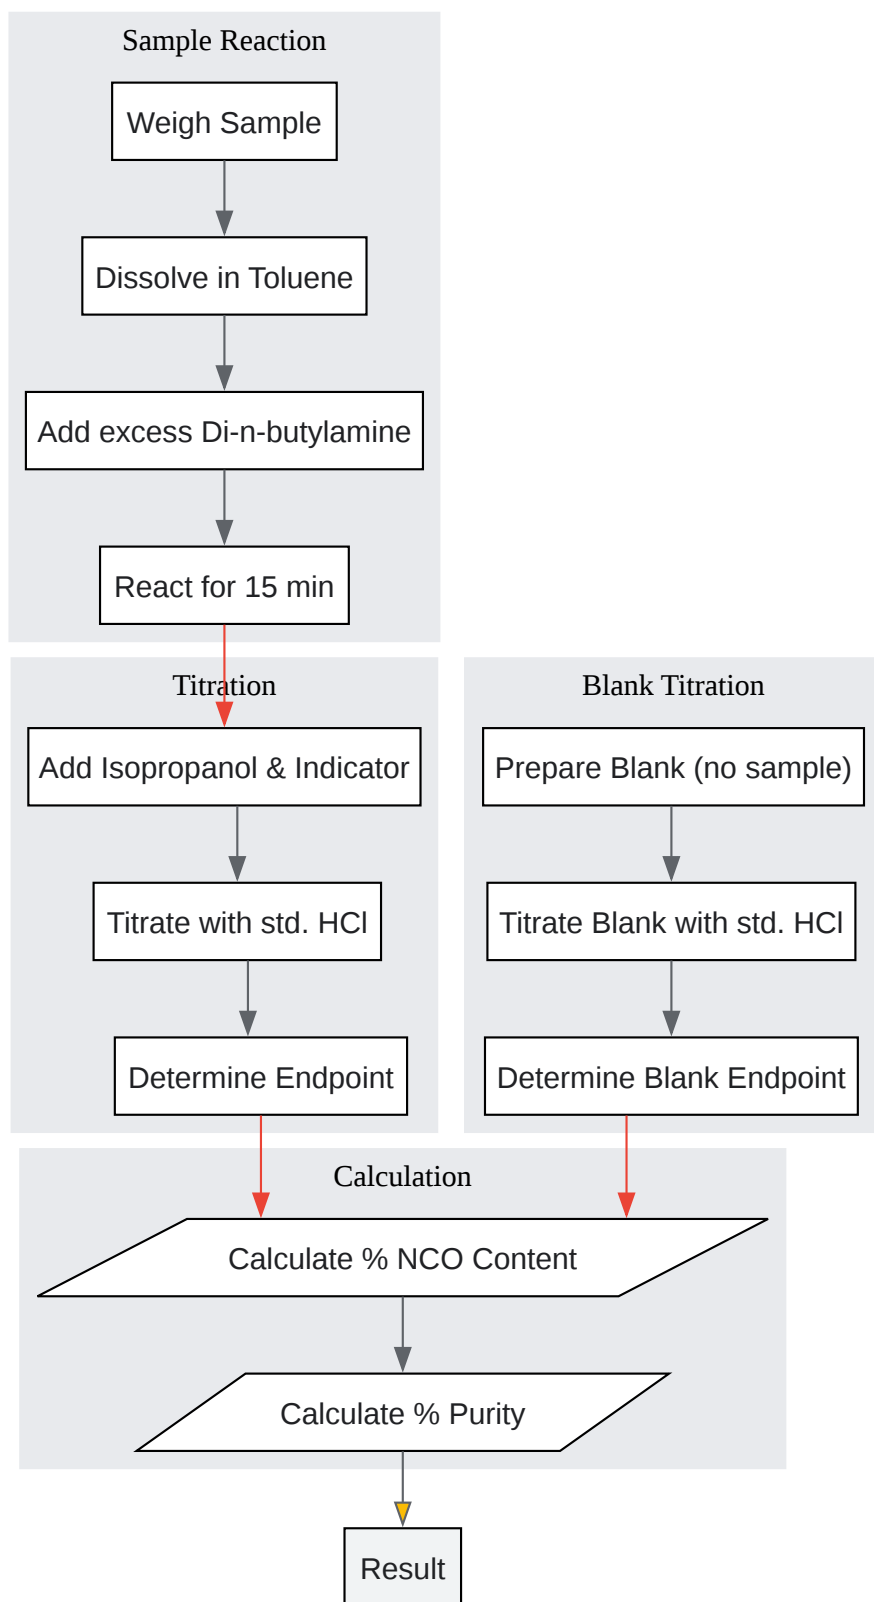 Sample Reaction
Weigh Sample
Dissolve in Toluene
Add excess Di-n-butylamine
React for 15 min
Titration
Add Isopropanol & Indicator
Titrate with std. HCl
Determine Endpoint
Blank Titration
Prepare Blank (no sample)
Titrate Blank with std. HCl
Determine Blank Endpoint
Calculation
Calculate % NCO Content
Calculate % Purity
Result